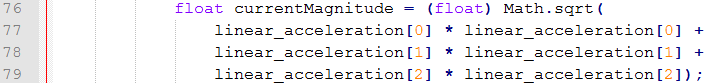 76 float currentMagnitude = (float) Math.sqrt(
77 linear_acceleration[0] * linear_acceleration[0] +
78 linear_acceleration[1] * linear_acceleration[1] +
79 linear_acceleration[2] * linear_acceleration[2]);